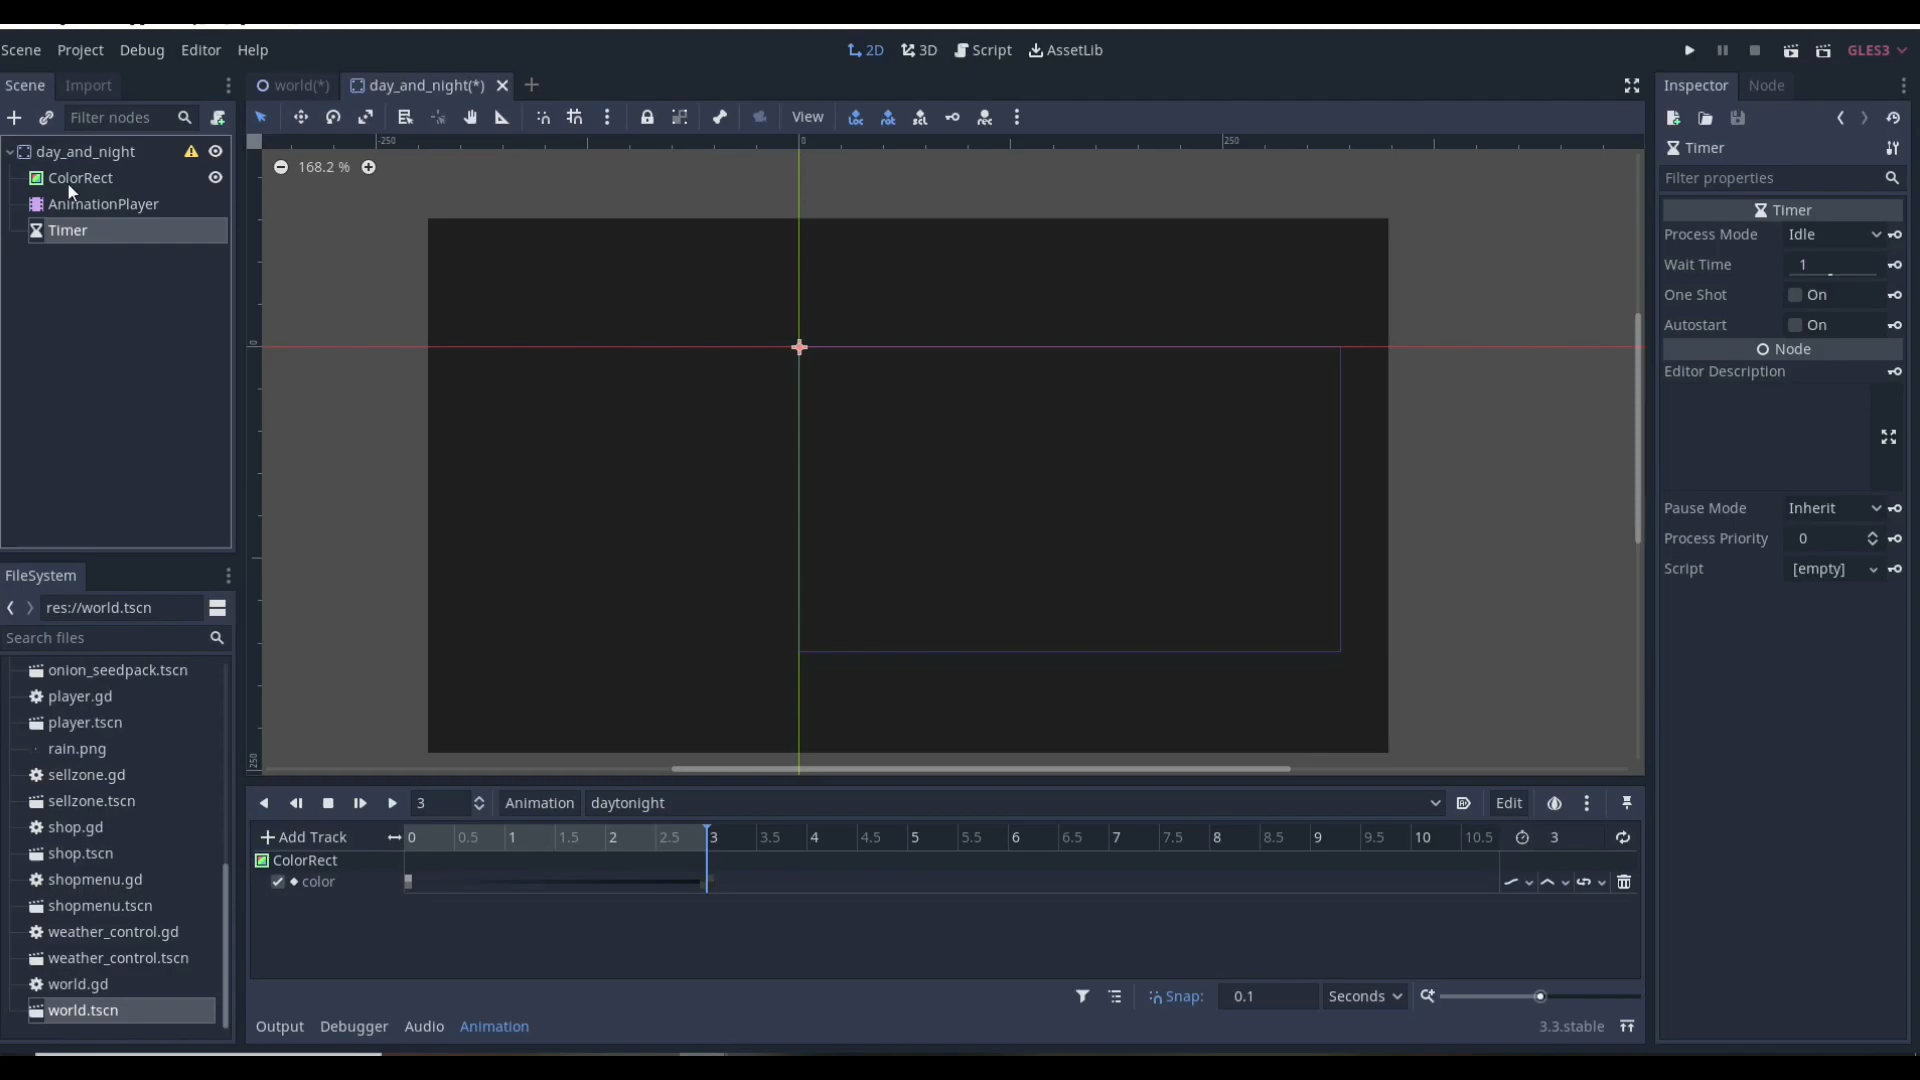 Scene Project Debug Editor Help 2D 3D Script AssetLib GLES3
Scene Import world(*) day_and_night(*) Inspector Node
Filter nodes View
day_and_night
ColorRect
AnimationPlayer
Timer
168.2 %
-250 0 250
0
250
Timer
Filter properties
Timer
Process Mode Idle
Wait Time 1
One Shot On
Autostart On
Node
Editor Description
Pause Mode Inherit
Process Priority 0
Script [empty]
FileSystem
res://world.tscn
Search files
onion_seedpack.tscn
player.gd
player.tscn
rain.png
sellzone.gd
sellzone.tscn
shop.gd
shop.tscn
shopmenu.gd
shopmenu.tscn
weather_control.gd
weather_control.tscn
world.gd
world.tscn
3 Animation daytonight Edit
Add Track 0 0.5 1 1.5 2 2.5 3 3.5 4 4.5 5 5.5 6 6.5 7 7.5 8 8.5 9 9.5 10 10.5 3
ColorRect
color
Snap: 0.1 Seconds
Output Debugger Audio Animation 3.3.stable